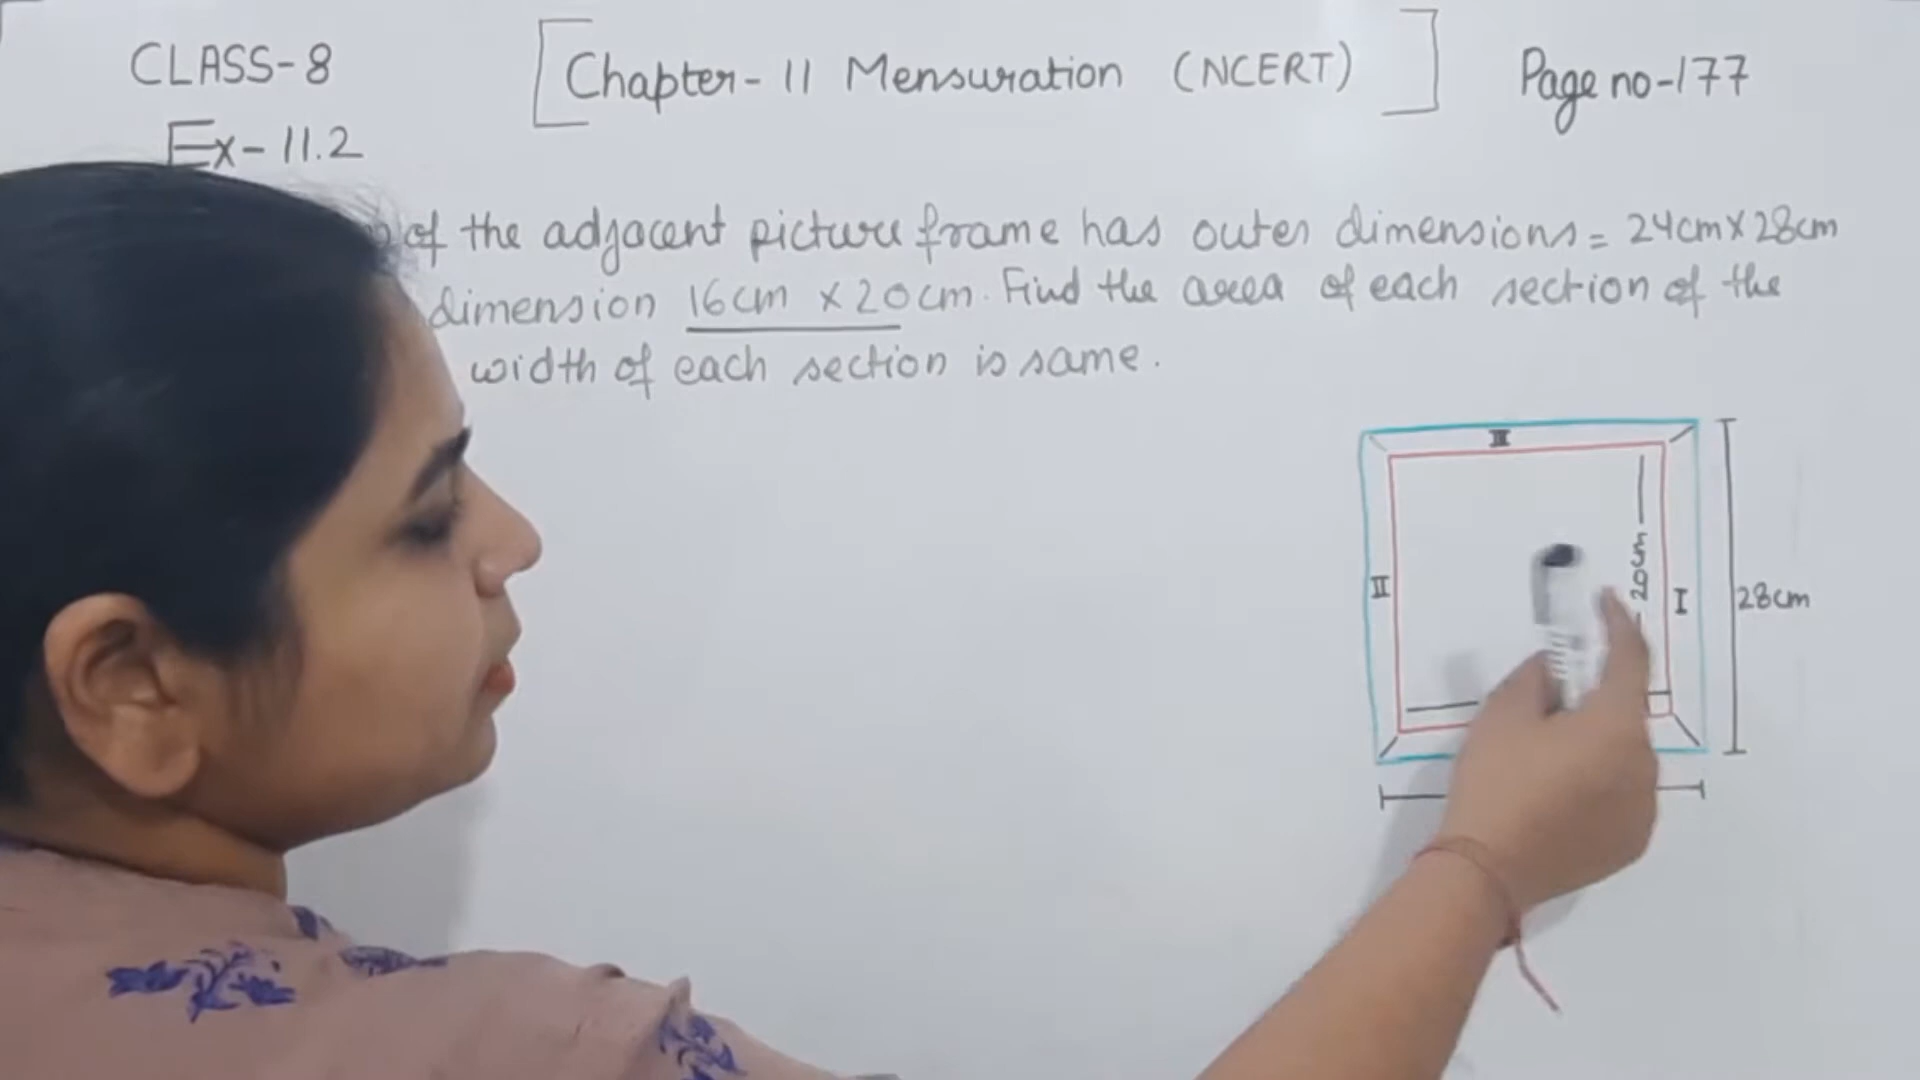 CLASS-8
[Chapter-11 Mensuration (NCERT)]
Page no-177
Ex-11.2
of the adjacent picture frame has outer dimensions = 24cm x 28cm
dimension 16cm x 20cm. Find the area of each section of the
width of each section is same.
III
20cm
II
I
28cm